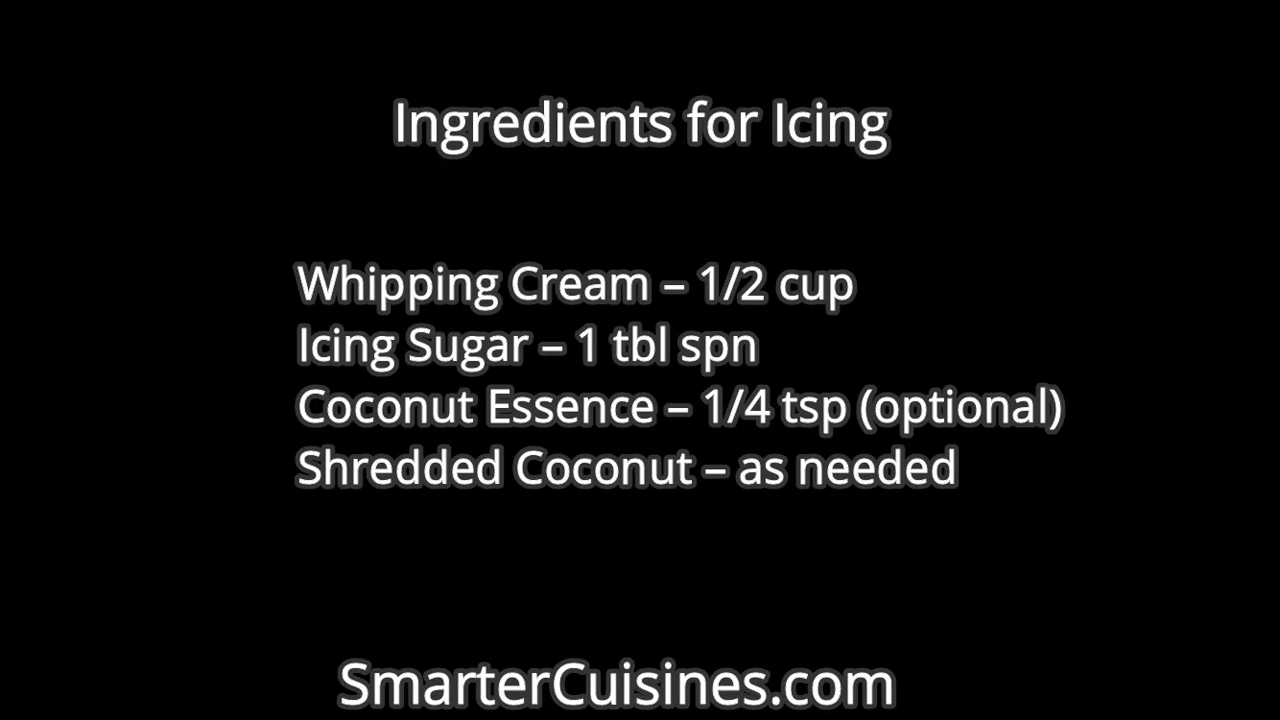 Ingredients for Icing
Whipping Cream – 1/2 cup
Icing Sugar – 1 tbl spn
Coconut Essence – 1/4 tsp (optional)
Shredded Coconut – as needed
SmarterCuisines.com